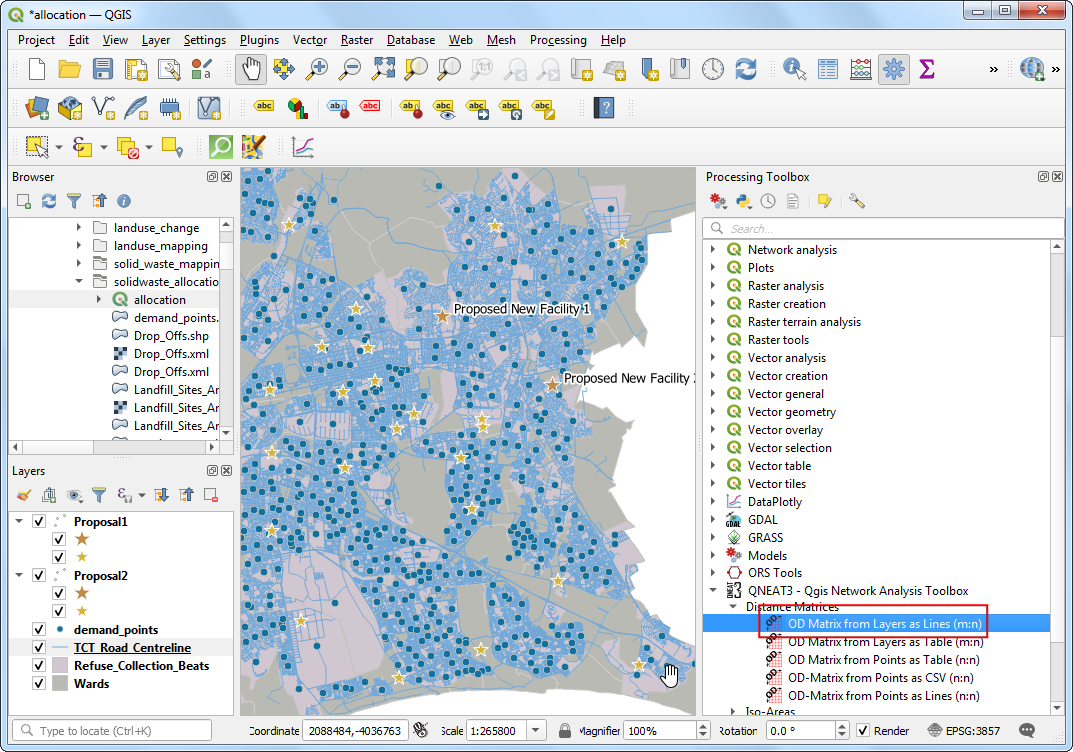 *allocation — QGIS
Project Edit View Layer Settings Plugins Vector Raster Database Web Mesh Processing Help
Browser
landuse_change
landuse_mapping
solid_waste_mappin
solidwaste_allocatio
allocation
demand_points.
Drop_Offs.shp
Drop_Offs.xml
Drop_Offs.xml
Landfill_Sites_Ar
Landfill_Sites_Ar
Landfill_Sites_Ar
Layers
Proposal1
Proposal2
demand_points
TCT_Road_Centreline
Refuse_Collection_Beats
Wards
Proposed New Facility 1
Proposed New Facility 2
Processing Toolbox
Search...
Network analysis
Plots
Raster analysis
Raster creation
Raster terrain analysis
Raster tools
Vector analysis
Vector creation
Vector general
Vector geometry
Vector overlay
Vector selection
Vector table
Vector tiles
DataPlotly
GDAL
GRASS
Models
ORS Tools
QNEAT3 - Qgis Network Analysis Toolbox
Distance Matrices
OD Matrix from Layers as Lines (m:n)
OD Matrix from Layers as Table (m:n)
OD Matrix from Points as Table (n:n)
OD-Matrix from Points as CSV (n:n)
OD-Matrix from Points as Lines (n:n)
Iso-Areas
Type to locate (Ctrl+K) Coordinate 2088484,-4036763 Scale 1:265800 Magnifier 100% Rotation 0.0 ° Render EPSG:3857